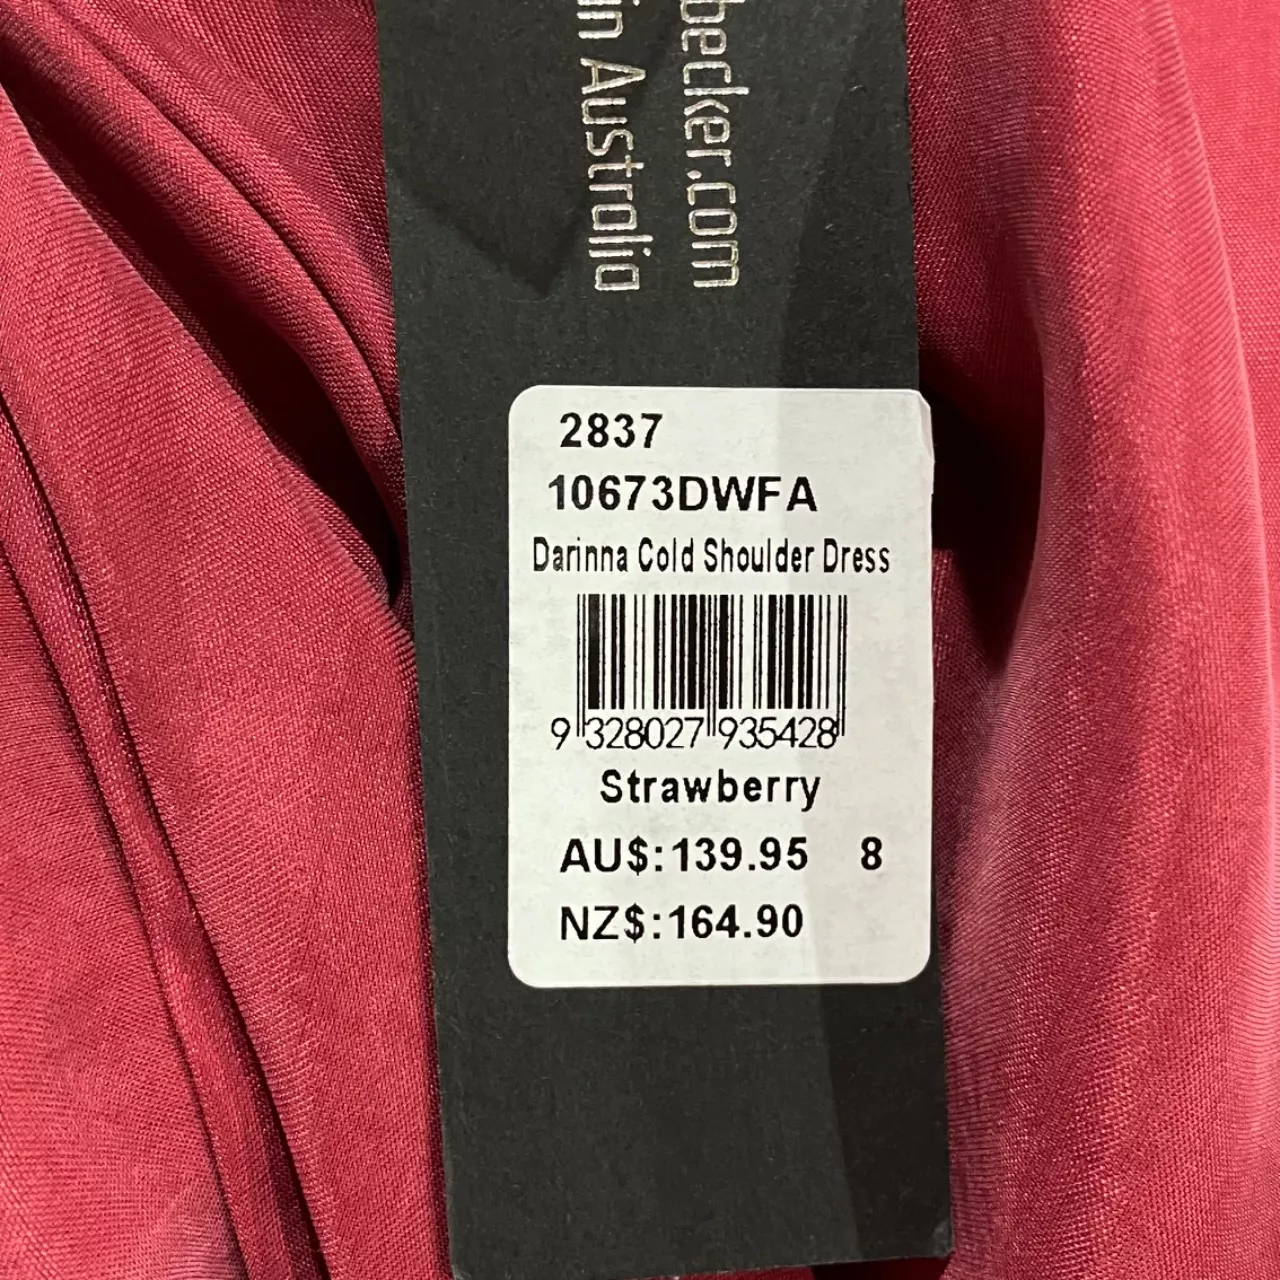 becker.com
in Australia
2837
10673DWFA
Darinna Cold Shoulder Dress
9 328027 935428
Strawberry
AU$:139.95 8
NZ$:164.90